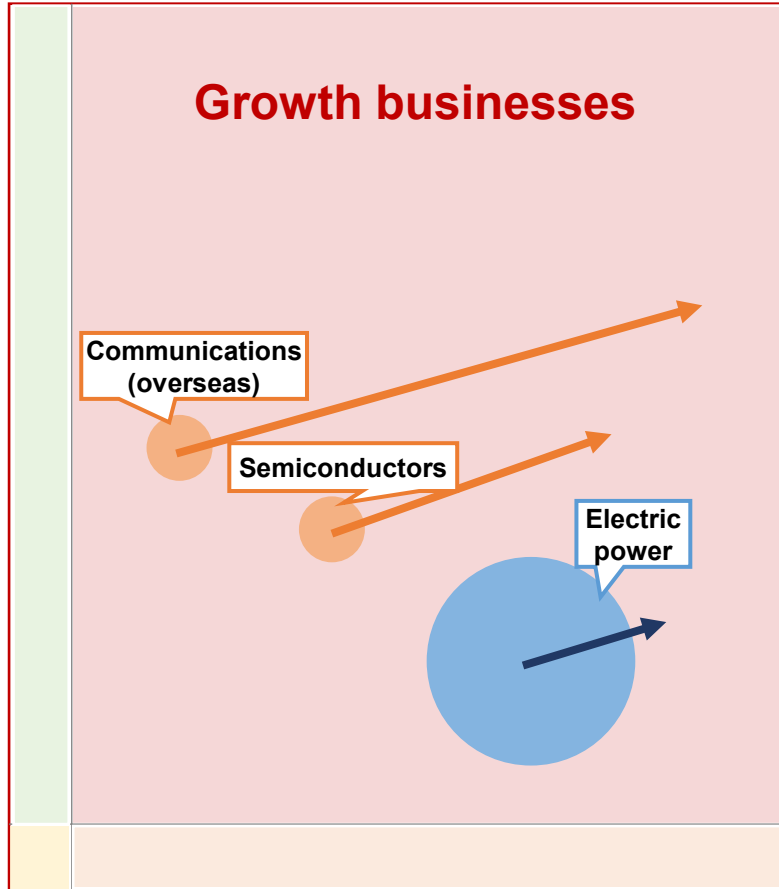 Growth businesses
Communications
(overseas)
Semiconductors
Electric
power